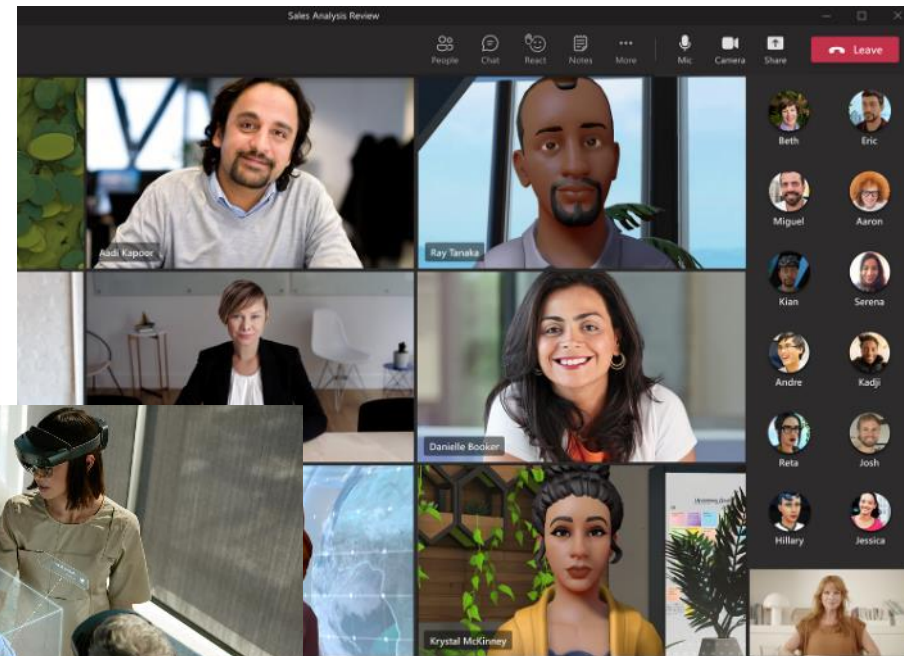 Sales Analysis Review
People Chat React Notes More Mic Camera Share Leave
Aadi Kapoor
Ray Tanaka
Danielle Booker
Krystal McKinney
Beth Eric
Miguel Aaron
Kian Serena
Andre Kadji
Reta Josh
Hillary Jessica